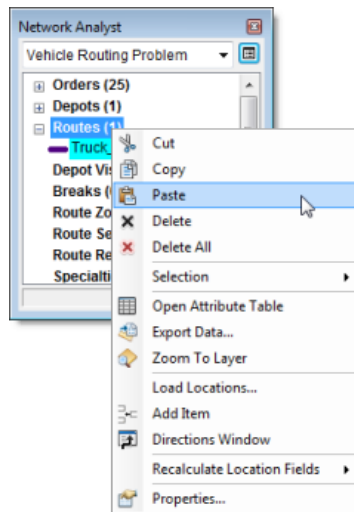 Network Analyst
Vehicle Routing Problem
Orders (25)
Depots (1)
Routes (1)
Truck_
Depot Vis
Breaks (
Route Zo
Route Se
Route Re
Specialti
Cut
Copy
Paste
Delete
Delete All
Selection
Open Attribute Table
Export Data...
Zoom To Layer
Load Locations...
Add Item
Directions Window
Recalculate Location Fields
Properties...